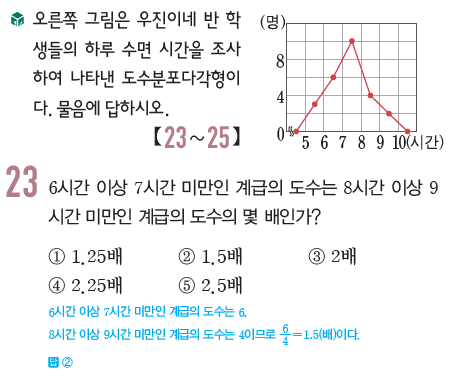 오른쪽 그림은 우진이네 반 학
생들의 하루 수면 시간을 조사
하여 나타낸 도수분포다각형이
다. 물음에 답하시오.
【23~25】
(명)
8
4
0
5 6 7 8 9 10(시간)
23
6시간 이상 7시간 미만인 계급의 도수는 8시간 이상 9
시간 미만인 계급의 도수의 몇 배인가?
① 1.25배 ② 1.5배 ③ 2배
④ 2.25배 ⑤ 2.5배
6시간 이상 7시간 미만인 계급의 도수는 6.
8시간 이상 9시간 미만인 계급의 도수는 4이므로 6/4=1.5(배)이다.
답 ②